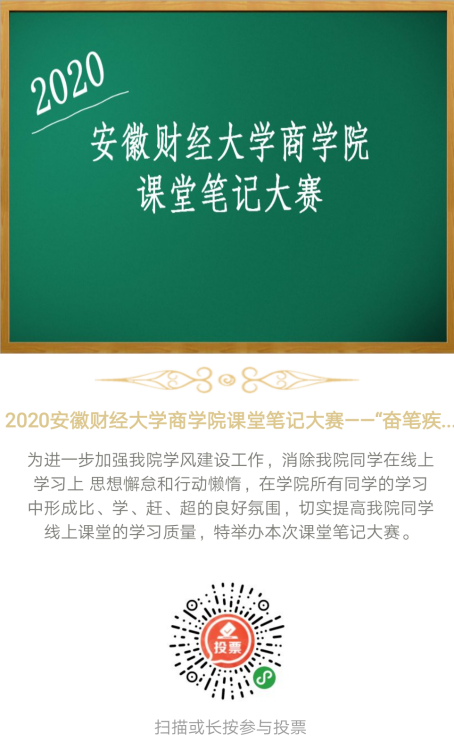 2020
安徽财经大学商学院
课堂笔记大赛
2020安徽财经大学商学院课堂笔记大赛——“奋笔疾...
为进一步加强我院学风建设工作，消除我院同学在线上
学习上 思想懈怠和行动懒惰，在学院所有同学的学习
中形成比、学、赶、超的良好氛围，切实提高我院同学
线上课堂的学习质量，特举办本次课堂笔记大赛。
投票
扫描或长按参与投票